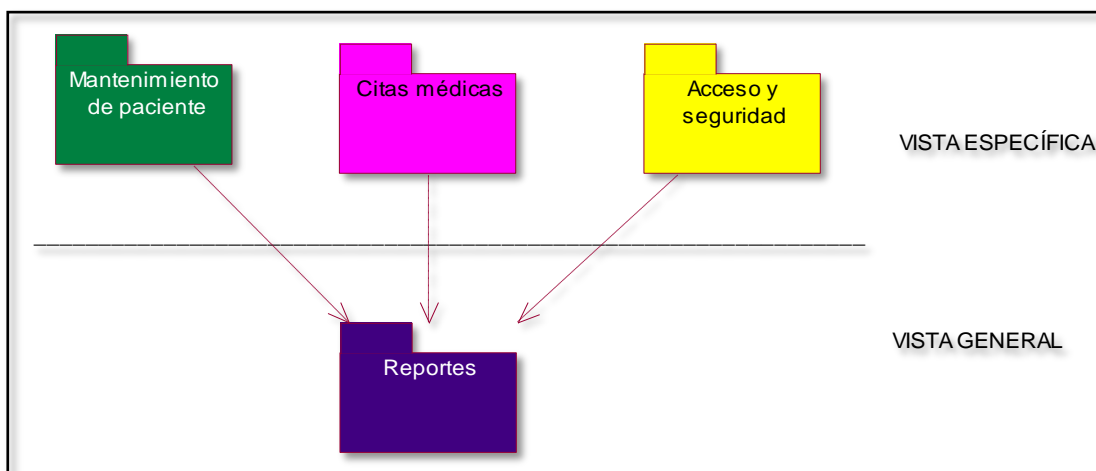 Mantenimiento
de paciente
Citas médicas
Acceso y
seguridad
VISTA ESPECÍFICA
VISTA GENERAL
Reportes